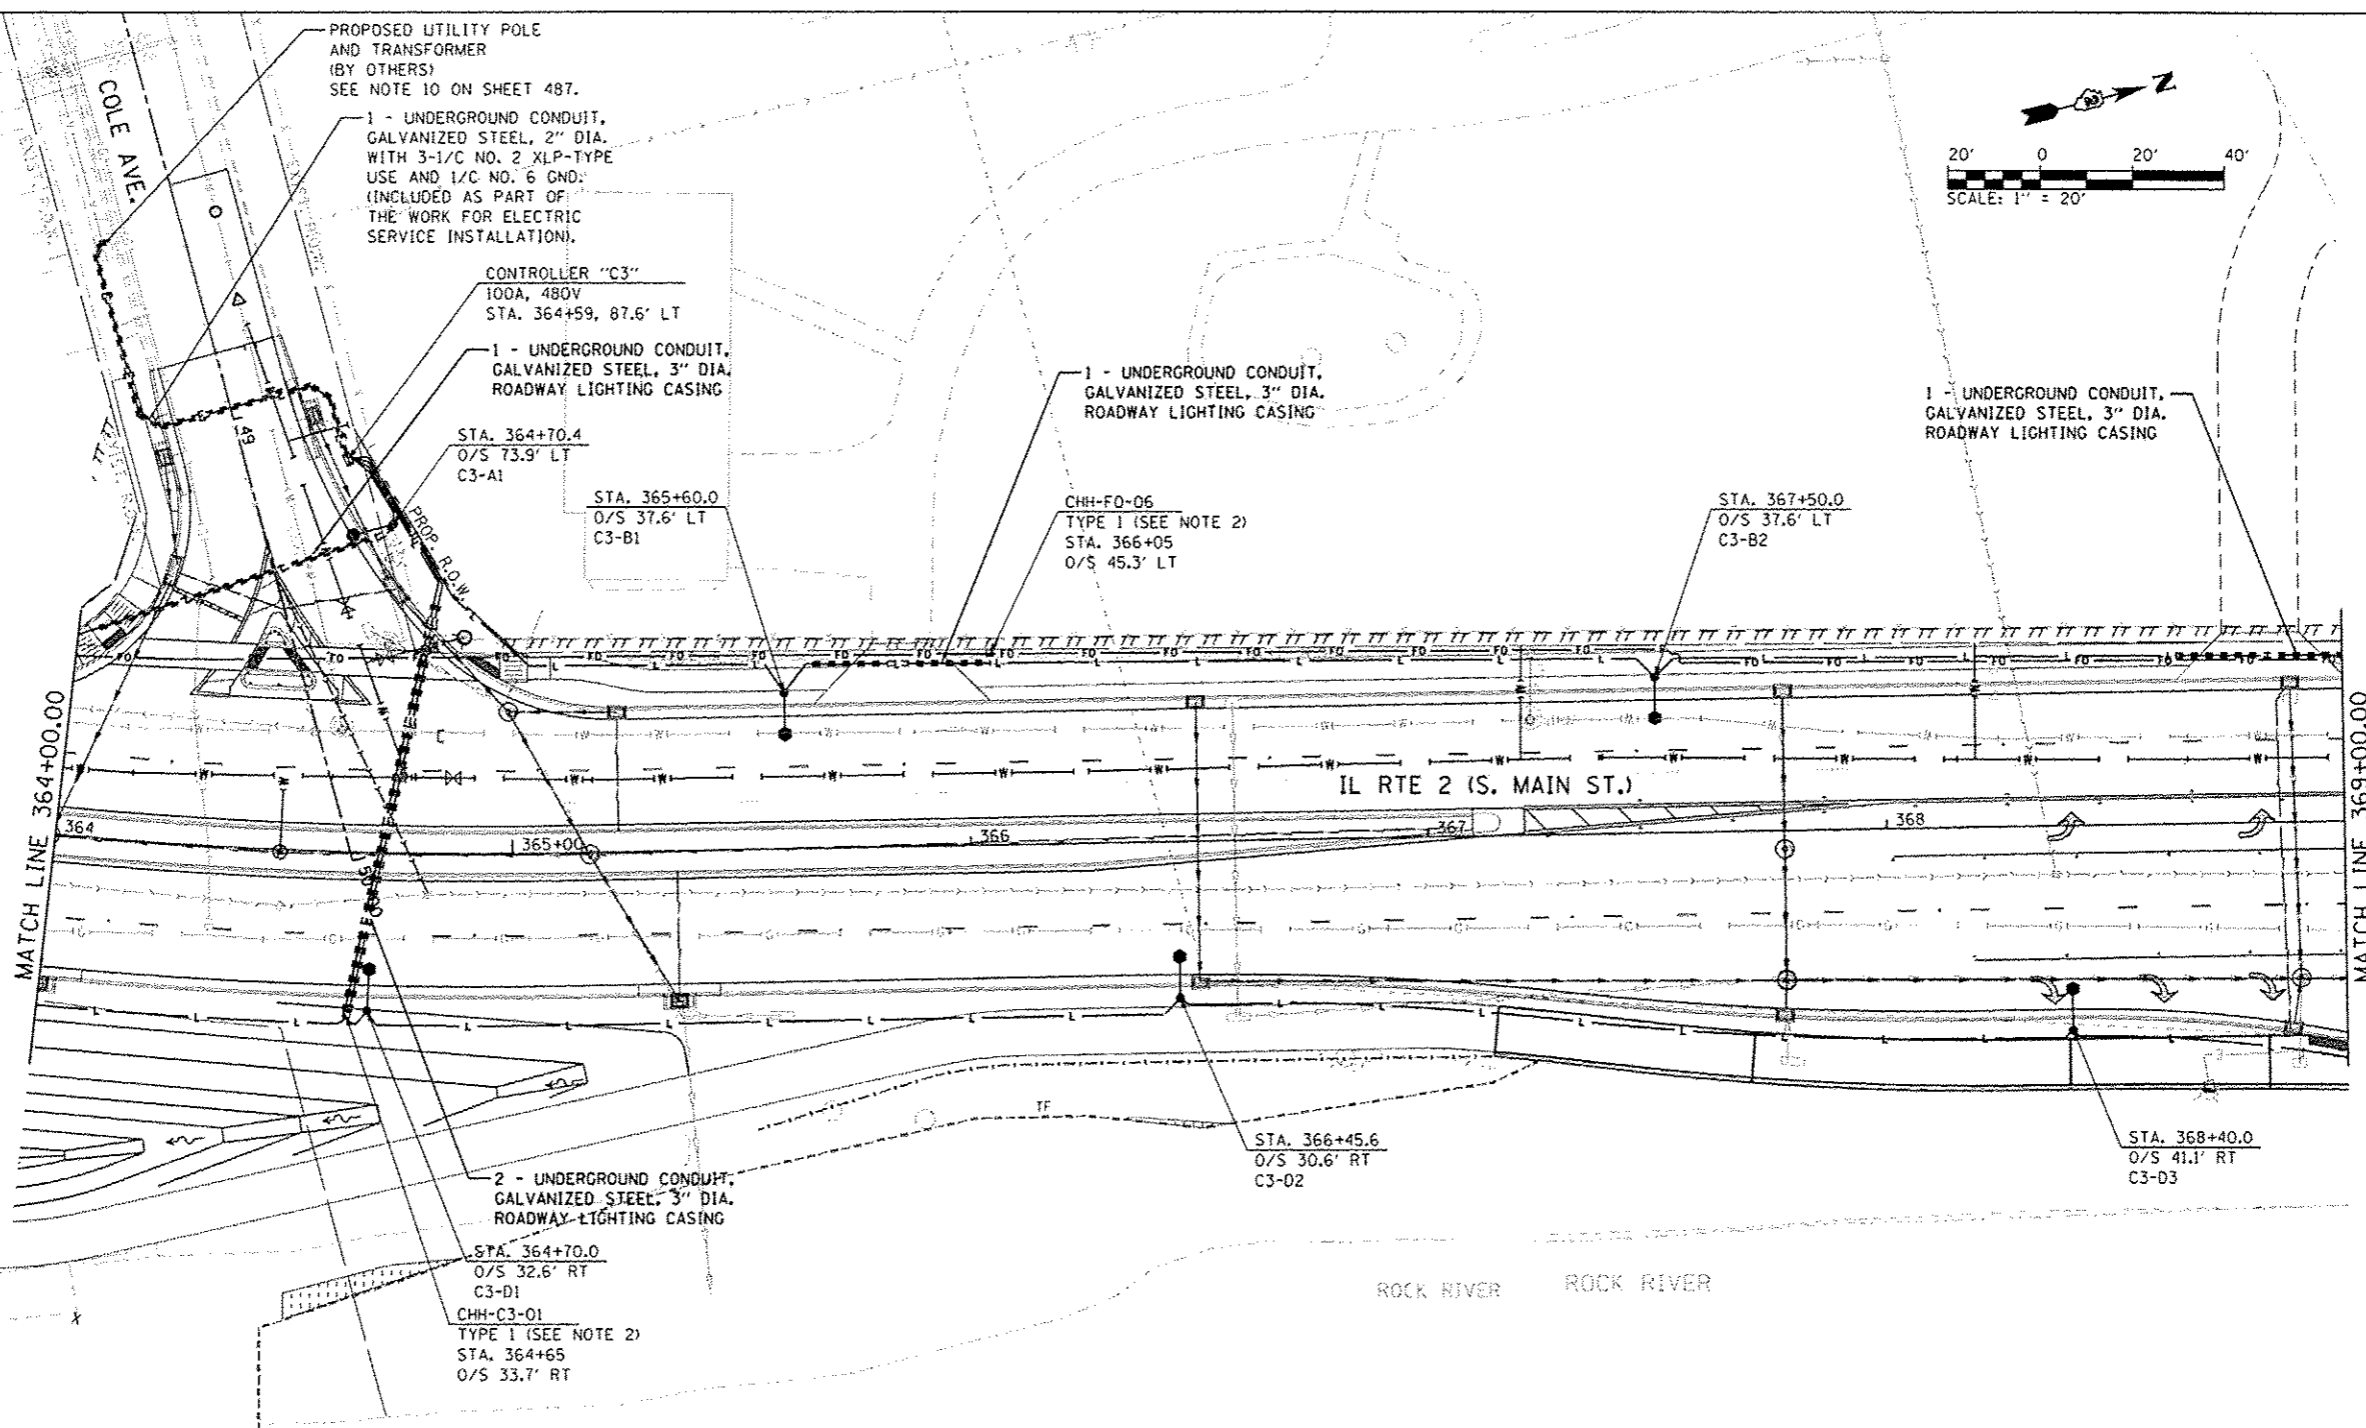 PROPOSED UTILITY POLE
AND TRANSFORMER
(BY OTHERS)
SEE NOTE 10 ON SHEET 487.
COLE AVE.
1 - UNDERGROUND CONDUIT,
GALVANIZED STEEL, 2" DIA.
WITH 3-1/C NO. 2 XLP-TYPE
USE AND 1/C NO. 6 GND.
(INCLUDED AS PART OF
THE WORK FOR ELECTRIC
SERVICE INSTALLATION).
N
20' 0 20' 40'
SCALE: 1" = 20'
CONTROLLER "C3"
100A, 480V
STA. 364+59, 87.6' LT
1 - UNDERGROUND CONDUIT,
GALVANIZED STEEL, 3" DIA.
ROADWAY LIGHTING CASING
1 - UNDERGROUND CONDUIT,
GALVANIZED STEEL, 3" DIA.
ROADWAY LIGHTING CASING
1 - UNDERGROUND CONDUIT,
GALVANIZED STEEL, 3" DIA.
ROADWAY LIGHTING CASING
49
STA. 364+70.4
O/S 73.9' LT
C3-A1
STA. 365+60.0
O/S 37.6' LT
C3-B1
CHH-FO-06
TYPE 1 (SEE NOTE 2)
STA. 366+05
O/S 45.3' LT
STA. 367+50.0
O/S 37.6' LT
C3-B2
PROP. R.O.W.
MATCH LINE 364+00.00
MATCH LINE 369+00.00
IL RTE 2 (S. MAIN ST.)
364
365+00
366
367
368
TF
2 - UNDERGROUND CONDUIT,
GALVANIZED STEEL, 3" DIA.
ROADWAY LIGHTING CASING
STA. 364+70.0
O/S 32.6' RT
C3-D1
CHH-C3-01
TYPE 1 (SEE NOTE 2)
STA. 364+65
O/S 33.7' RT
STA. 366+45.6
O/S 30.6' RT
C3-D2
STA. 368+40.0
O/S 41.1' RT
C3-D3
ROCK RIVER
ROCK RIVER